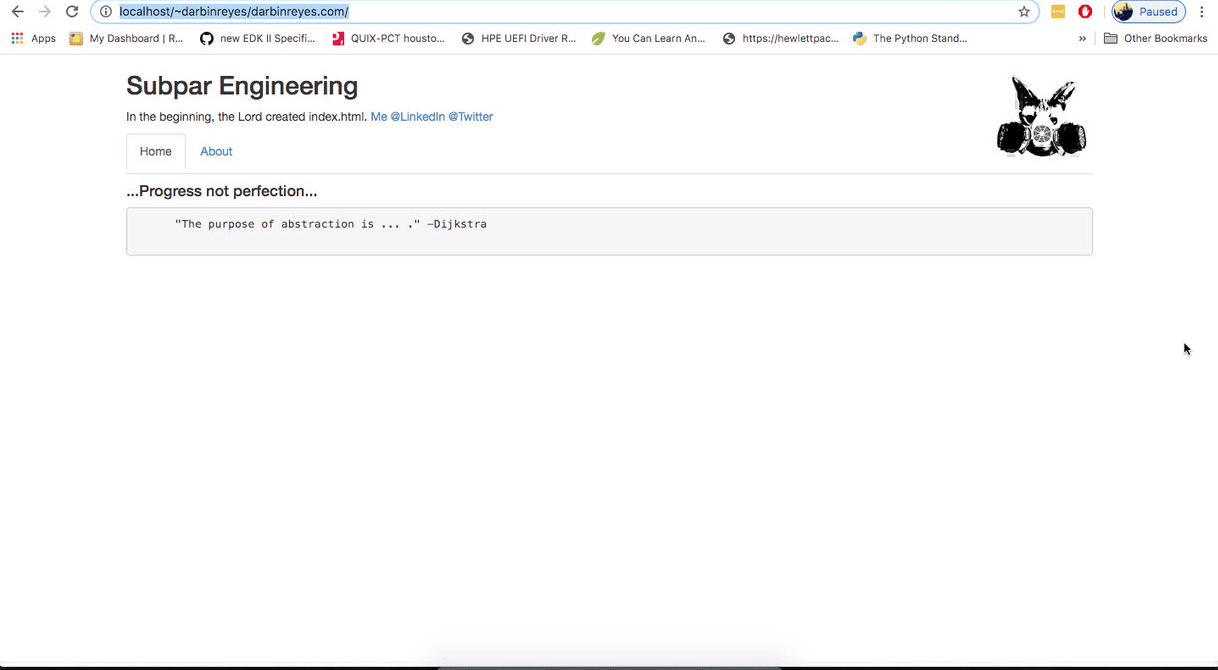 localhost/~darbinreyes/darbinreyes.com/
Paused
Apps My Dashboard | R... new EDK II Specifi... QUIX-PCT housto... HPE UEFI Driver R... You Can Learn An... https://hewlettpac... The Python Stand... » Other Bookmarks
Subpar Engineering
In the beginning, the Lord created index.html. Me @LinkedIn @Twitter
Home About
...Progress not perfection...
"The purpose of abstraction is ... ." —Dijkstra